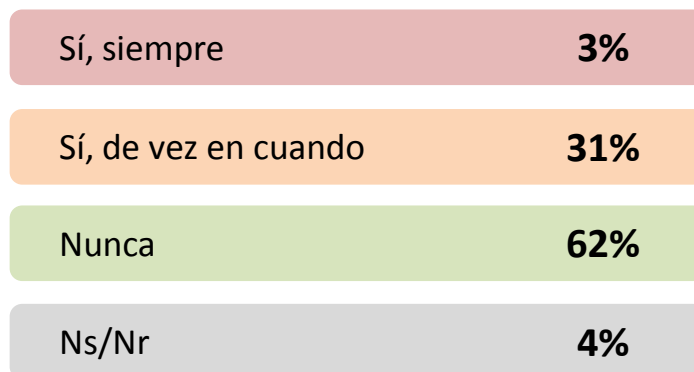 Sí, siempre 3%
Sí, de vez en cuando 31%
Nunca 62%
Ns/Nr 4%